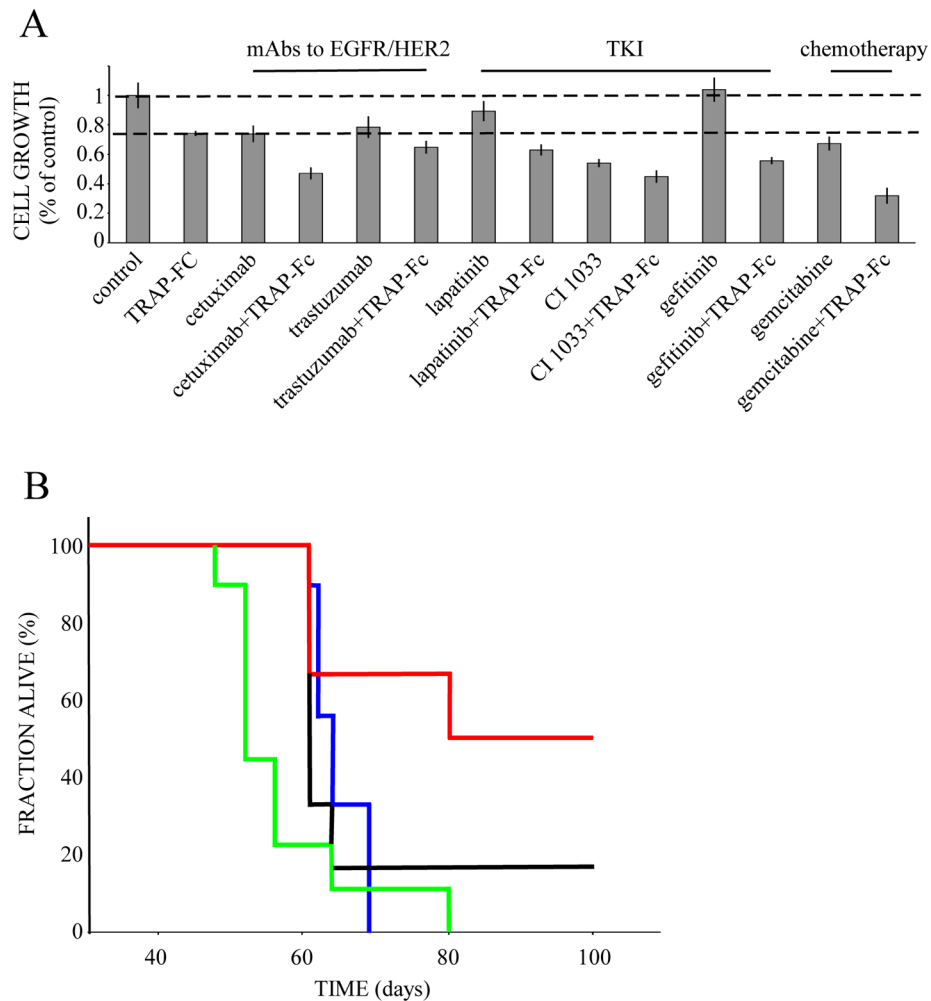 A
mAbs to EGFR/HER2
TKI
chemotherapy
CELL GROWTH
(% of control)
1
0.8
0.6
0.4
0.2
0
control
TRAP-FC
cetuximab
cetuximab+TRAP-Fc
trastuzumab
trastuzumab+TRAP-Fc
lapatinib
lapatinib+TRAP-Fc
CI 1033
CI 1033+TRAP-Fc
gefitinib
gefitinib+TRAP-Fc
gemcitabine
gemcitabine+TRAP-Fc
B
FRACTION ALIVE (%)
100
80
60
40
20
0
40
60
80
100
TIME (days)